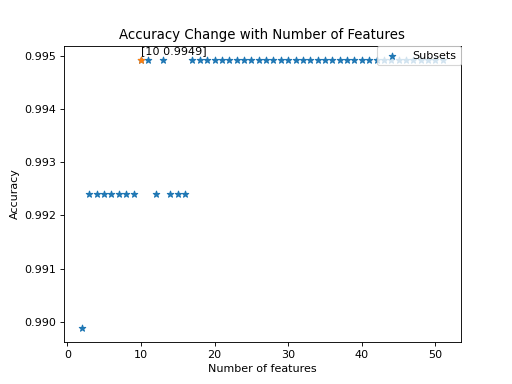 Accuracy Change with Number of Features
[10 0.9949]
Subsets
0.995
0.994
0.993
0.992
0.991
0.990
Accuracy
0 10 20 30 40 50
Number of features